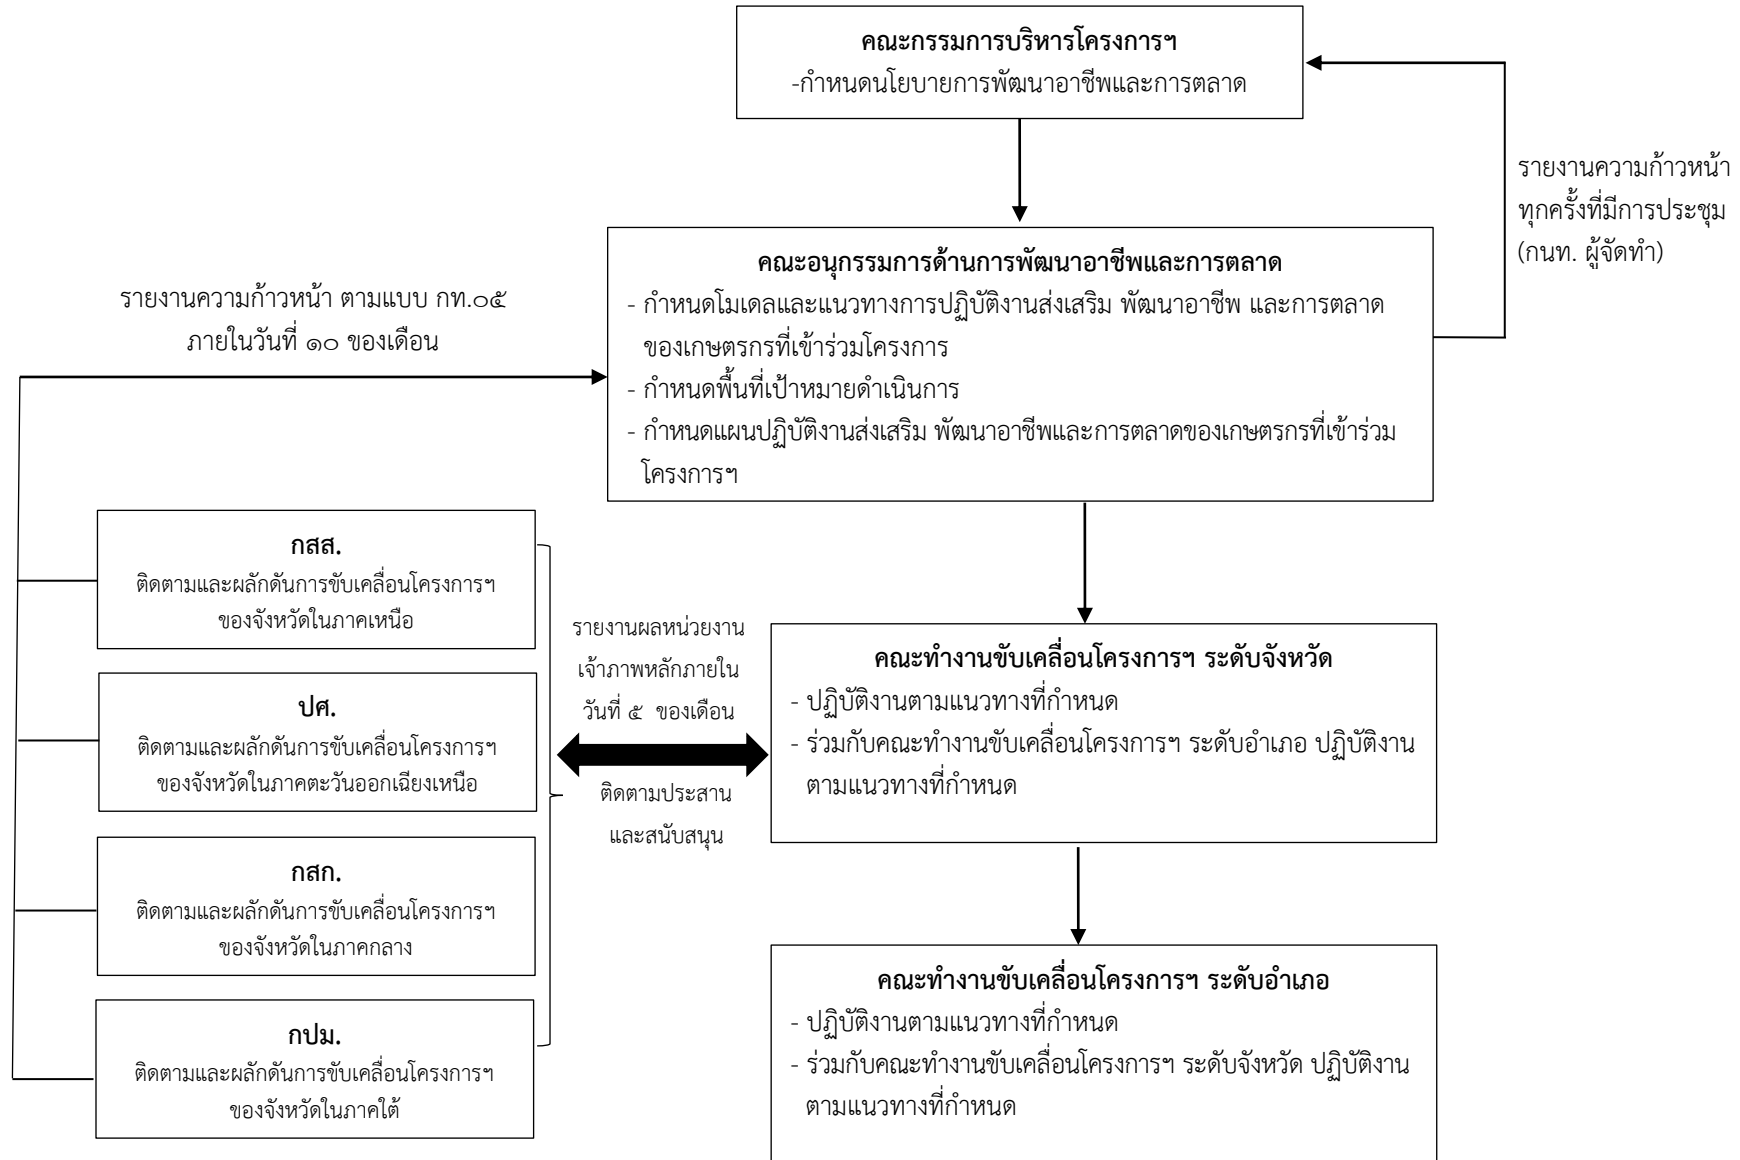 คณะกรรมการบริหารโครงการฯ
-กำหนดนโยบายการพัฒนาอาชีพและการตลาด
รายงานความก้าวหน้า
ทุกครั้งที่มีการประชุม
(กนท. ผู้จัดทำ)
คณะอนุกรรมการด้านการพัฒนาอาชีพและการตลาด
- กำหนดโมเดลและแนวทางการปฏิบัติงานส่งเสริม พัฒนาอาชีพ และการตลาด
ของเกษตรกรที่เข้าร่วมโครงการ
- กำหนดพื้นที่เป้าหมายดำเนินการ
- กำหนดแผนปฏิบัติงานส่งเสริม พัฒนาอาชีพและการตลาดของเกษตรกรที่เข้าร่วม
โครงการฯ
รายงานความก้าวหน้า ตามแบบ กท.๐๕
ภายในวันที่ ๑๐ ของเดือน
กสส.
ติดตามและผลักดันการขับเคลื่อนโครงการฯ
ของจังหวัดในภาคเหนือ
ปศ.
ติดตามและผลักดันการขับเคลื่อนโครงการฯ
ของจังหวัดในภาคตะวันออกเฉียงเหนือ
กสก.
ติดตามและผลักดันการขับเคลื่อนโครงการฯ
ของจังหวัดในภาคกลาง
กปม.
ติดตามและผลักดันการขับเคลื่อนโครงการฯ
ของจังหวัดในภาคใต้
รายงานผลหน่วยงาน
เจ้าภาพหลักภายใน
วันที่ ๕ ของเดือน
ติดตามประสาน
และสนับสนุน
คณะทำงานขับเคลื่อนโครงการฯ ระดับจังหวัด
- ปฏิบัติงานตามแนวทางที่กำหนด
- ร่วมกับคณะทำงานขับเคลื่อนโครงการฯ ระดับอำเภอ ปฏิบัติงาน
ตามแนวทางที่กำหนด
คณะทำงานขับเคลื่อนโครงการฯ ระดับอำเภอ
- ปฏิบัติงานตามแนวทางที่กำหนด
- ร่วมกับคณะทำงานขับเคลื่อนโครงการฯ ระดับจังหวัด ปฏิบัติงาน
ตามแนวทางที่กำหนด